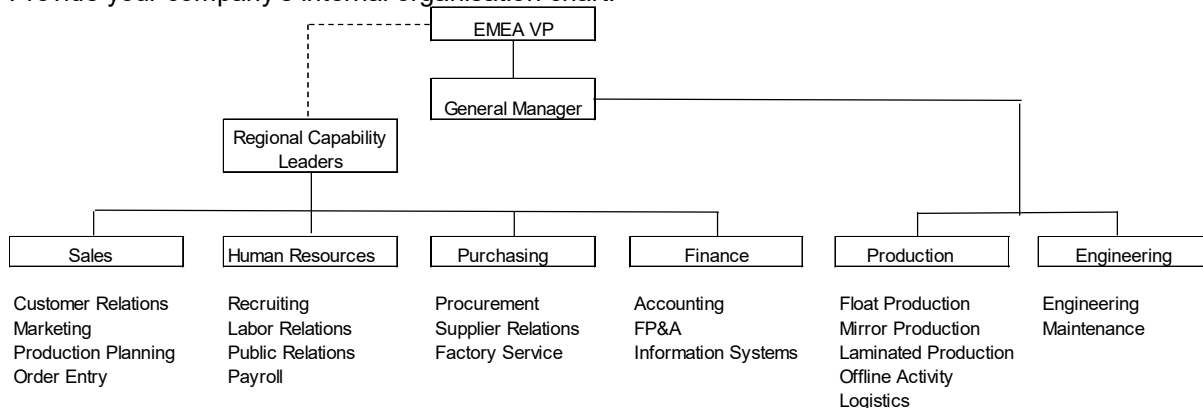 Provide your company's internal organisation chart.
EMEA VP
General Manager
Regional Capability
Leaders
Sales
Human Resources
Purchasing
Finance
Production
Engineering
Customer Relations
Marketing
Production Planning
Order Entry
Recruiting
Labor Relations
Public Relations
Payroll
Procurement
Supplier Relations
Factory Service
Accounting
FP&A
Information Systems
Float Production
Mirror Production
Laminated Production
Offline Activity
Logistics
Engineering
Maintenance